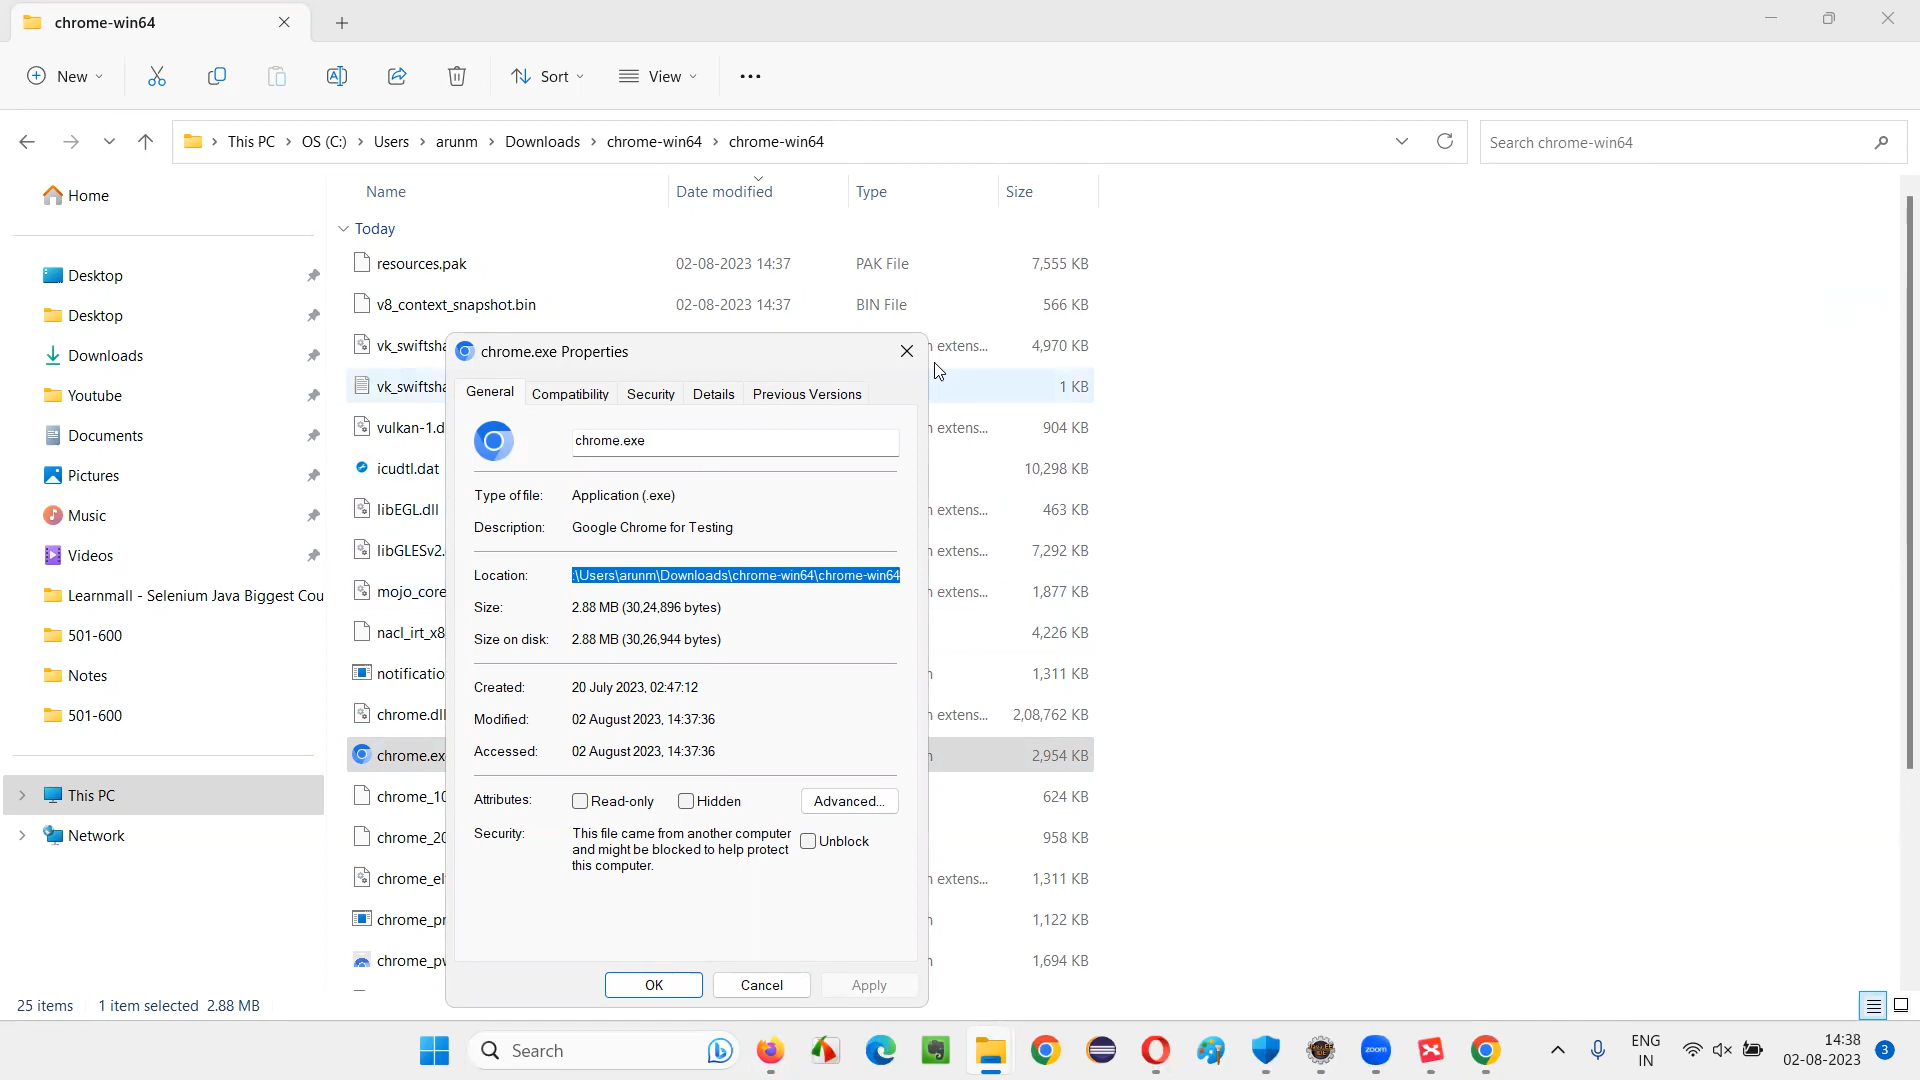 chrome-win64
New
Sort
View
This PC > OS (C:) > Users > arunm > Downloads > chrome-win64 > chrome-win64
Search chrome-win64
Home
Desktop
Desktop
Downloads
Youtube
Documents
Pictures
Music
Videos
Learnmall - Selenium Java Biggest Cou
501-600
Notes
501-600
This PC
Network
Name Date modified Type Size
Today
resources.pak 02-08-2023 14:37 PAK File 7,555 KB
v8_context_snapshot.bin 02-08-2023 14:37 BIN File 566 KB
vk_swiftsha extens... 4,970 KB
vk_swiftsha 1 KB
vulkan-1.d extens... 904 KB
icudtl.dat 10,298 KB
libEGL.dll extens... 463 KB
libGLESv2. extens... 7,292 KB
mojo_core extens... 1,877 KB
nacl_irt_x8 4,226 KB
notificatio 1,311 KB
chrome.dll extens... 2,08,762 KB
chrome.ex 2,954 KB
chrome_10 624 KB
chrome_20 958 KB
chrome_el extens... 1,311 KB
chrome_pr 1,122 KB
chrome_pw 1,694 KB
chrome.exe Properties
General Compatibility Security Details Previous Versions
chrome.exe
Type of file: Application (.exe)
Description: Google Chrome for Testing
Location: :\Users\arunm\Downloads\chrome-win64\chrome-win64
Size: 2.88 MB (30,24,896 bytes)
Size on disk: 2.88 MB (30,26,944 bytes)
Created: 20 July 2023, 02:47:12
Modified: 02 August 2023, 14:37:36
Accessed: 02 August 2023, 14:37:36
Attributes: Read-only Hidden Advanced...
Security: This file came from another computer
and might be blocked to help protect
this computer.
Unblock
OK Cancel Apply
25 items 1 item selected 2.88 MB
Search
zoom
ENG
IN
14:38
02-08-2023
3